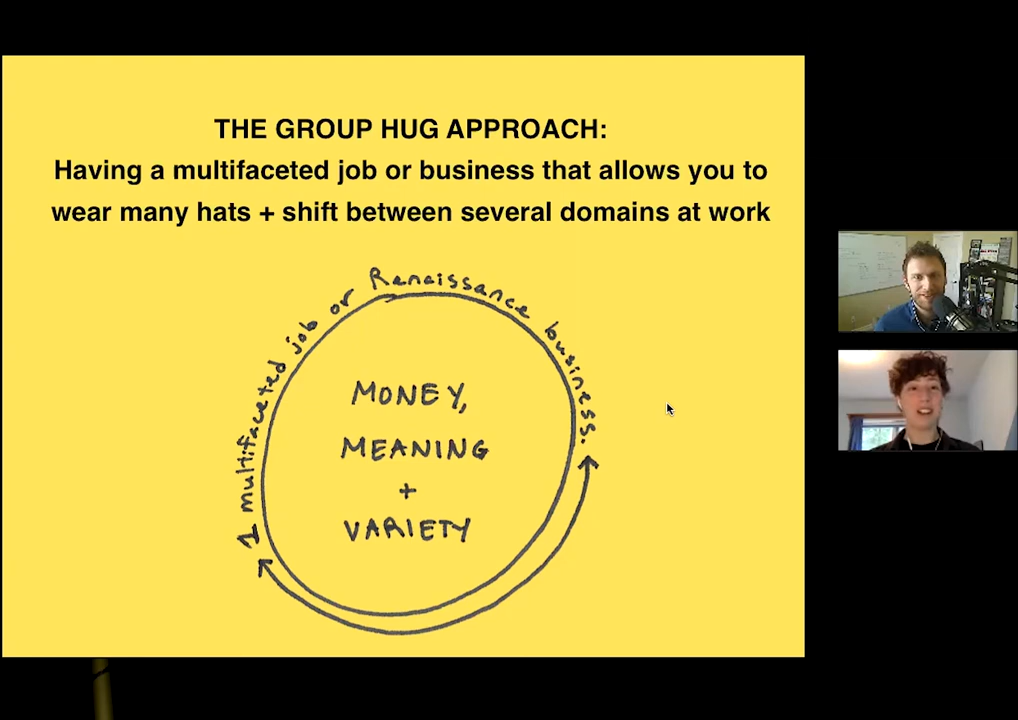 THE GROUP HUG APPROACH:
Having a multifaceted job or business that allows you to
wear many hats + shift between several domains at work
1 multifaceted job or Renaissance business.
MONEY,
MEANING
+
VARIETY